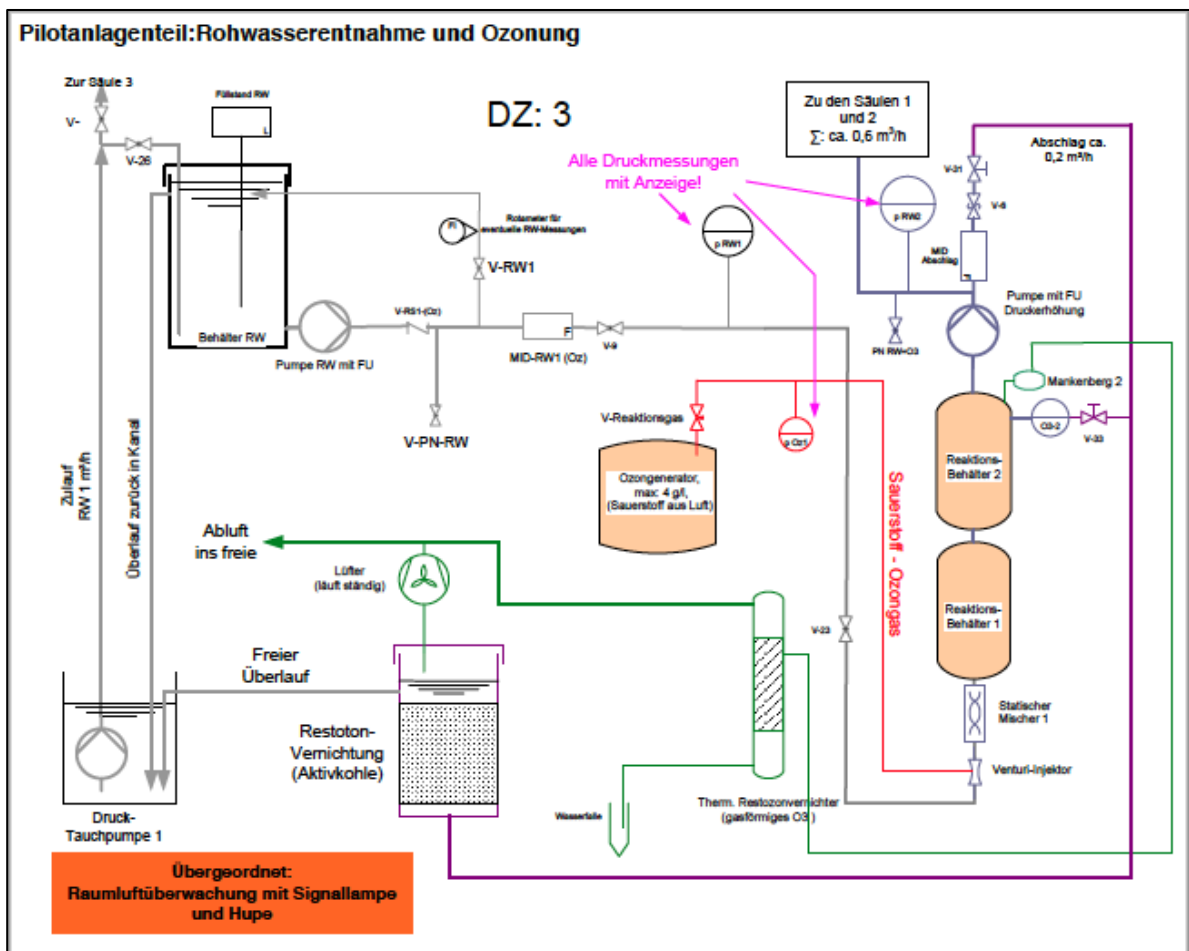 Pilotanlagenteil:Rohwasserentnahme und Ozonung
Zur Säule 3
Füllstand RW
L
V-
V-26
DZ: 3
Zu den Säulen 1
und 2
∑: ca. 0,6 m³/h
Abschlag ca.
0,2 m³/h
Alle Druckmessungen
mit Anzeige!
V-31
V-6
p RW2
p RW1
FI
Rotameter für
eventuelle RW-Messungen
V-RW1
MID
Abschlag
F
Pumpe mit FU
Druckerhöhung
V-RS1-(Oz)
Behälter RW
Pumpe RW mit FU
MID-RW1 (Oz)
F
V-9
PN RW+O3
Mankenberg 2
V-PN-RW
V-Reaktionsgas
p Oz1
O3-2
V-33
Reaktions-
Behälter 2
Ozongenerator,
max: 4 g/l,
(Sauerstoff aus Luft)
Zulauf
RW 1 m³/h
Überlauf zurück in Kanal
Sauerstoff - Ozongas
Abluft
ins freie
Lüfter
(läuft ständig)
Reaktions-
Behälter 1
V-23
Freier
Überlauf
Statischer
Mischer 1
Restoton-
Vernichtung
(Aktivkohle)
Venturi-Injektor
Therm. Restozonvernichter
(gasförmiges O3 )
Wasserfalle
Druck-
Tauchpumpe 1
Übergeordnet:
Raumluftüberwachung mit Signallampe
und Hupe